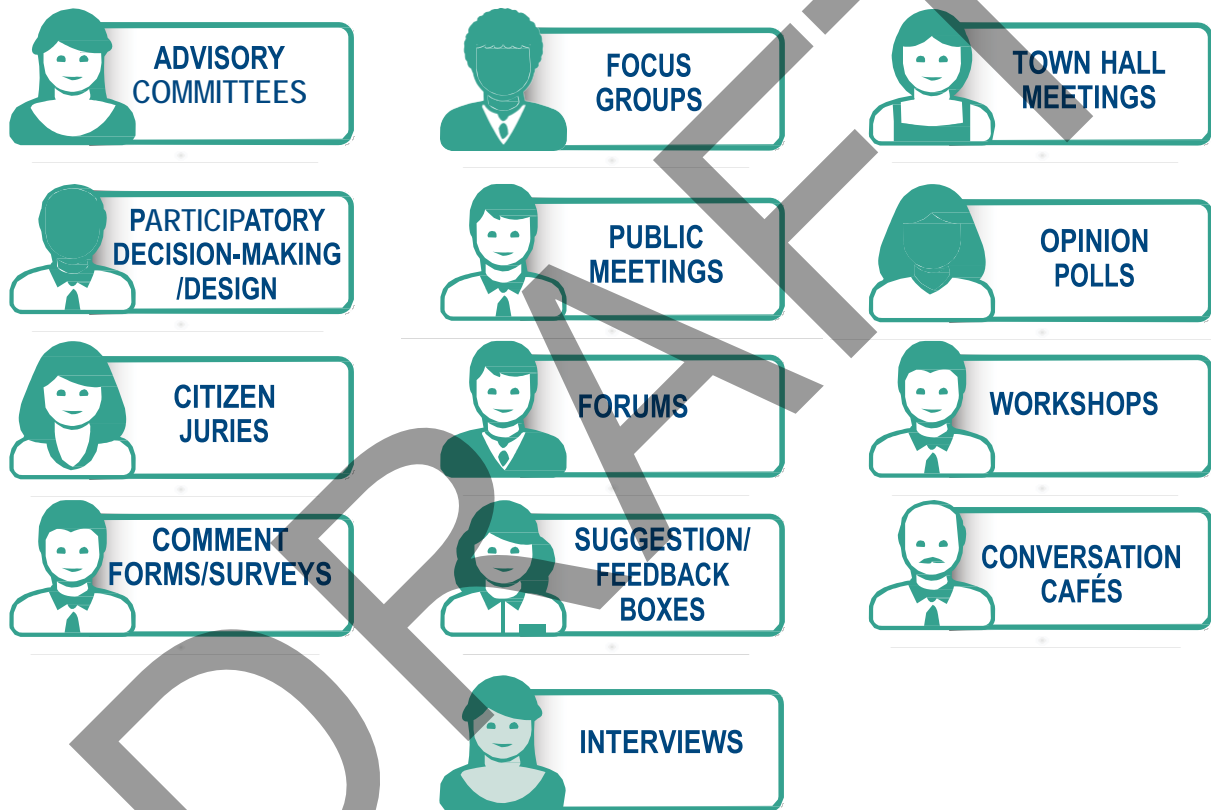 ADVISORY
COMMITTEES
FOCUS
GROUPS
TOWN HALL
MEETINGS
PARTICIPATORY
DECISION-MAKING
/DESIGN
PUBLIC
MEETINGS
OPINION
POLLS
CITIZEN
JURIES
FORUMS
WORKSHOPS
COMMENT
FORMS/SURVEYS
SUGGESTION/
FEEDBACK
BOXES
CONVERSATION
CAFÉS
INTERVIEWS
DRAFT